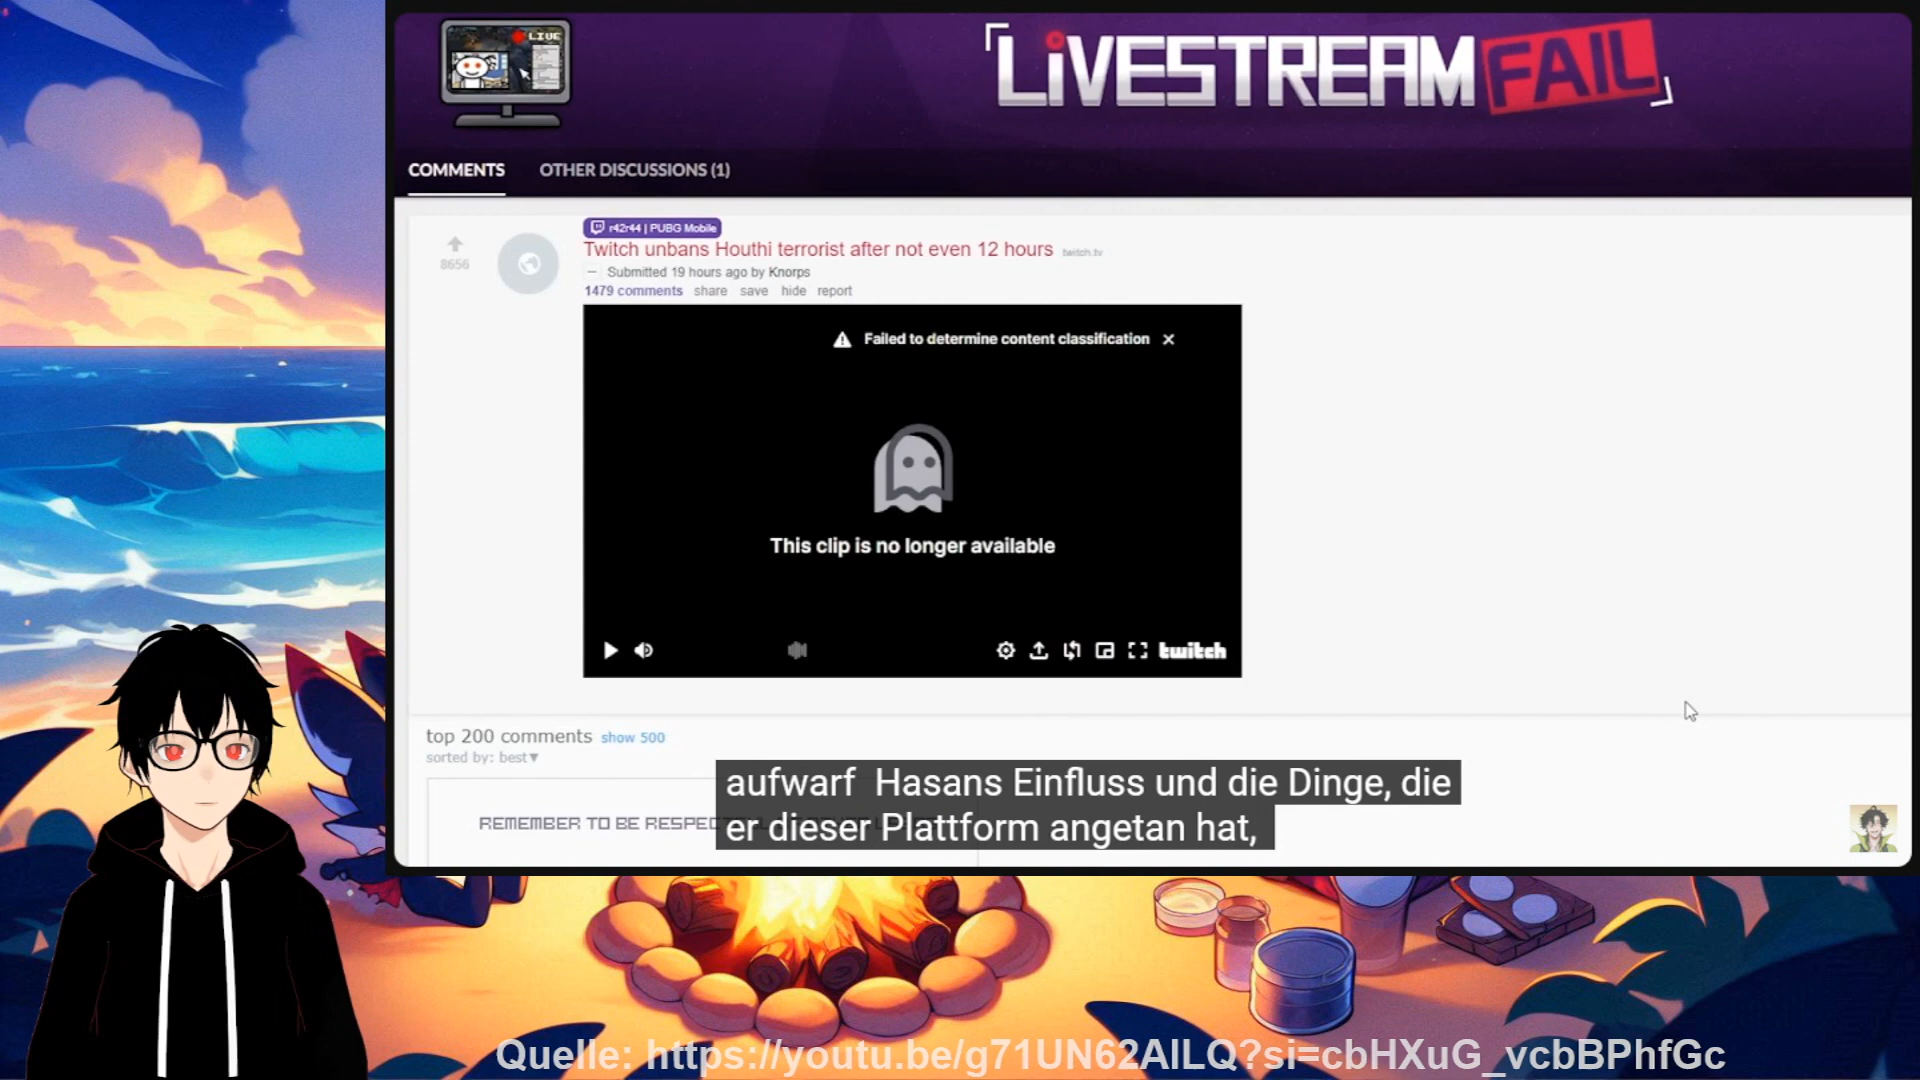 LIVE
LiVESTREAM FAIL
COMMENTS
OTHER DISCUSSIONS (1)
r42r44 | PUBG Mobile
Twitch unbans Houthi terrorist after not even 12 hours twitch.tv
8656
Submitted 19 hours ago by Knorps
1479 comments share save hide report
Failed to determine content classification
This clip is no longer available
twitch
top 200 comments show 500
sorted by: best▼
aufwarf Hasans Einfluss und die Dinge, die
REMEMBER TO BE
er dieser Plattform angetan hat,
Quelle: https://youtu.be/g71UN62AILQ?si=cbHXuG_vcbBPhfGc